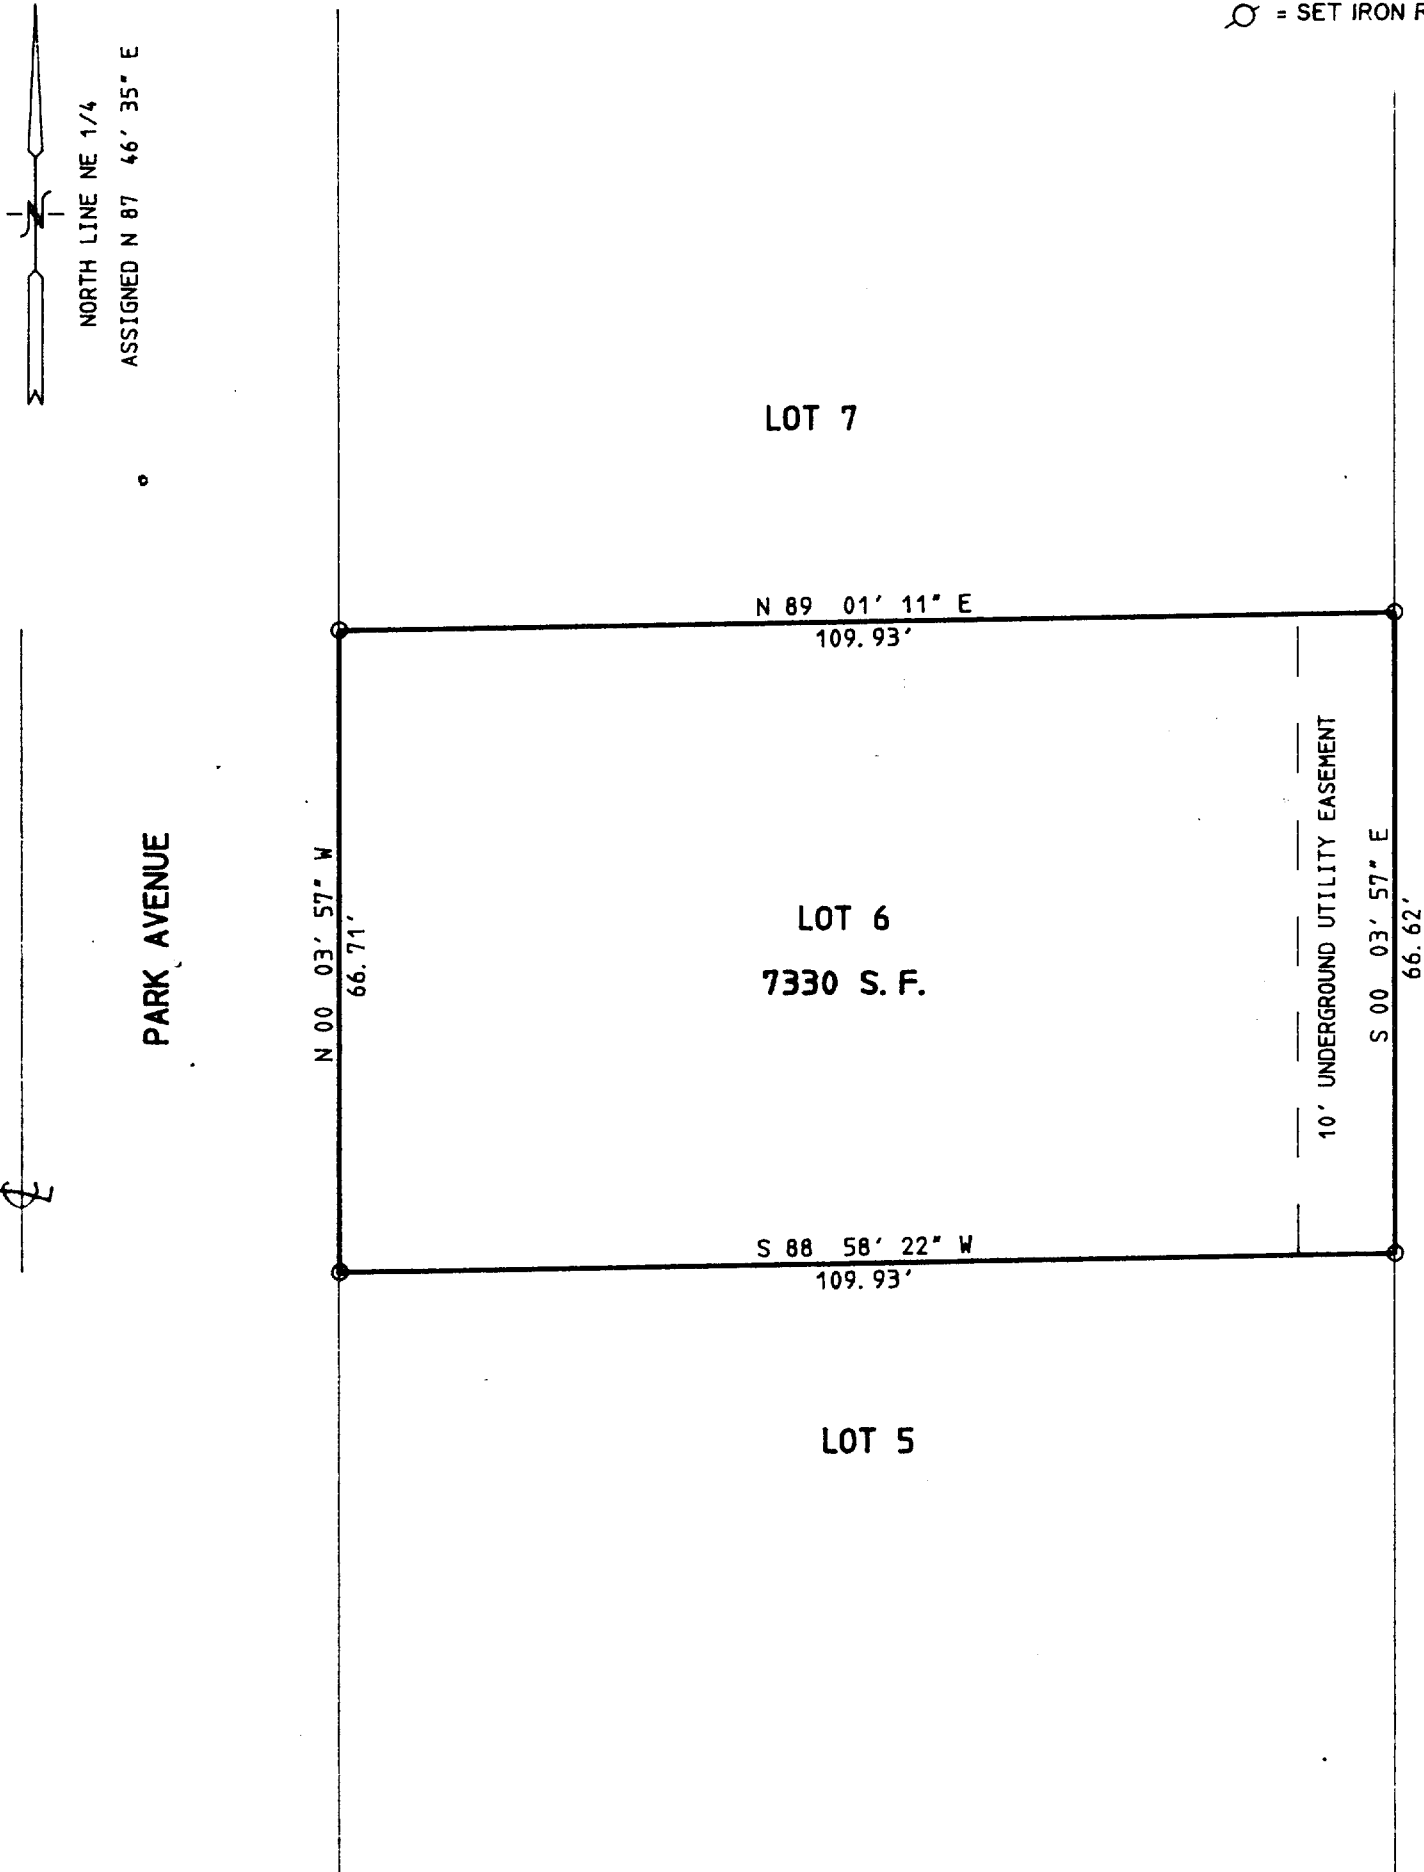 = SET IRON
N
NORTH LINE NE 1/4
ASSIGNED N 87 46' 35" E
LOT 7
N 89 01' 11" E
109.93'
PARK AVENUE
N 00 03' 57" W
66.71'
LOT 6
7330 S.F.
10' UNDERGROUND UTILITY EASEMENT
S 00 03' 57" E
66.62'
S 88 58' 22" W
109.93'
LOT 5